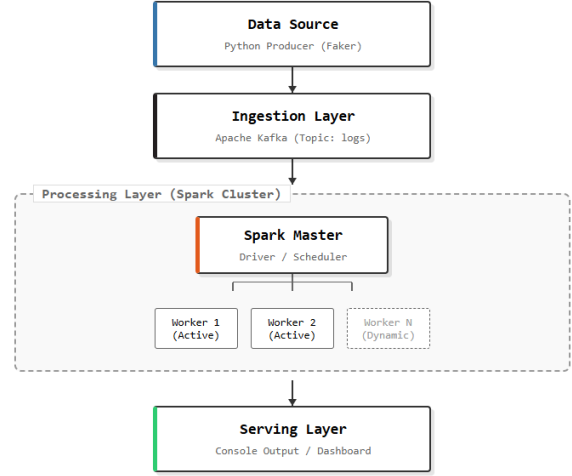 Data Source
Python Producer (Faker)
Ingestion Layer
Apache Kafka (Topic: logs)
Processing Layer (Spark Cluster)
Spark Master
Driver / Scheduler
Worker 1
(Active)
Worker 2
(Active)
Worker N
(Dynamic)
Serving Layer
Console Output / Dashboard